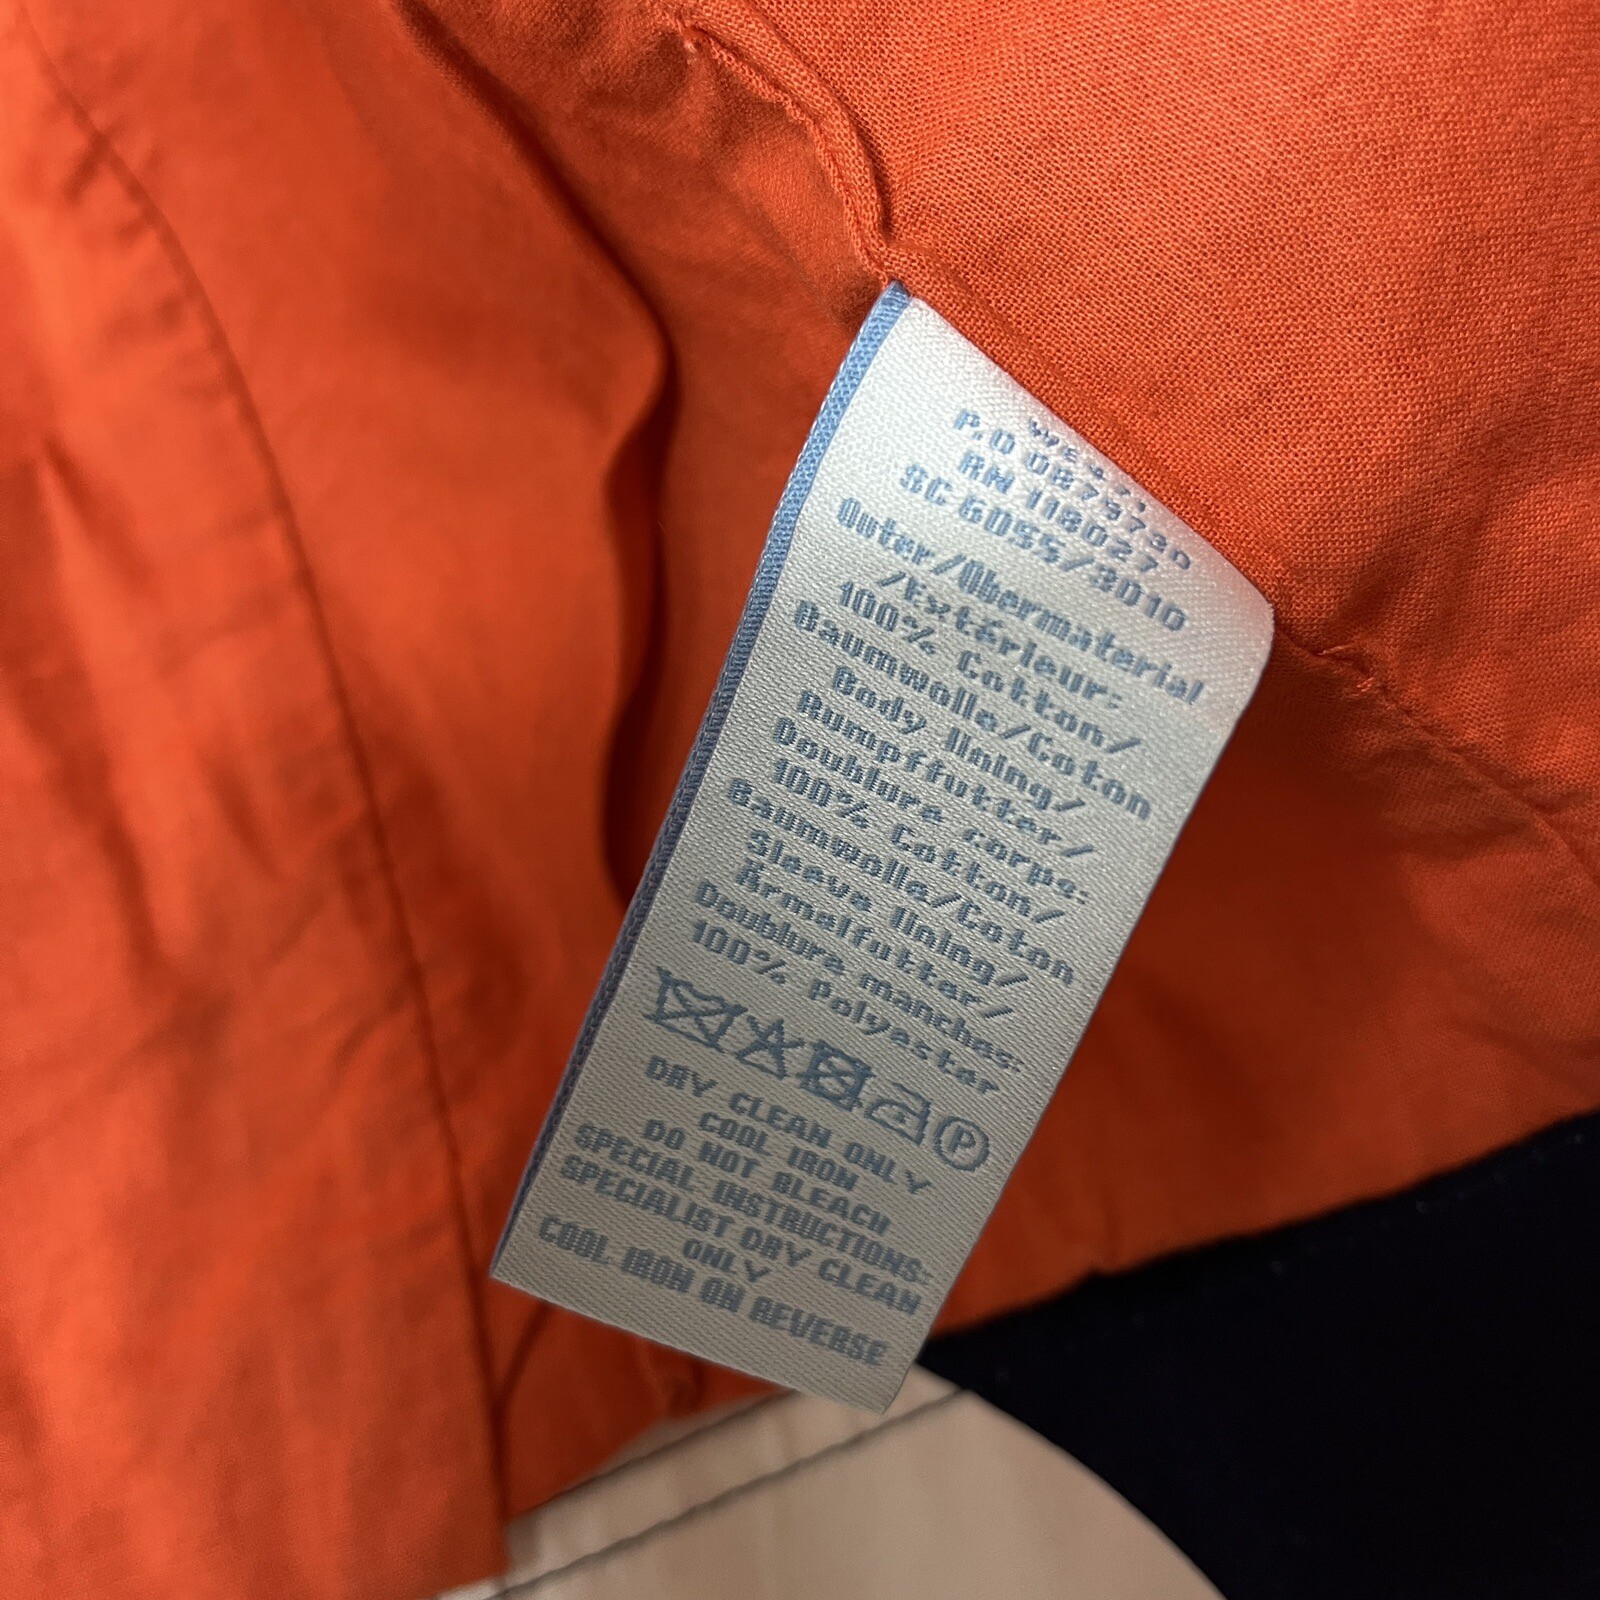 P.O 0879730
RN 118027
SC GDSS/3010
Outer/Obermaterial
/Extérieur:
100% Cotton/
Baumwolle/Coton
Body lining/
Rumpffutter/
Doublure corps:
100% Cotton/
Baumwolle/Coton
Sleeve lining/
Ärmelfutter/
Doublure manches:
100% Polyester
P
DRY CLEAN ONLY
COOL IRON
DO NOT BLEACH
SPECIAL INSTRUCTIONS:
SPECIALIST DRY CLEAN
ONLY
COOL IRON ON REVERSE